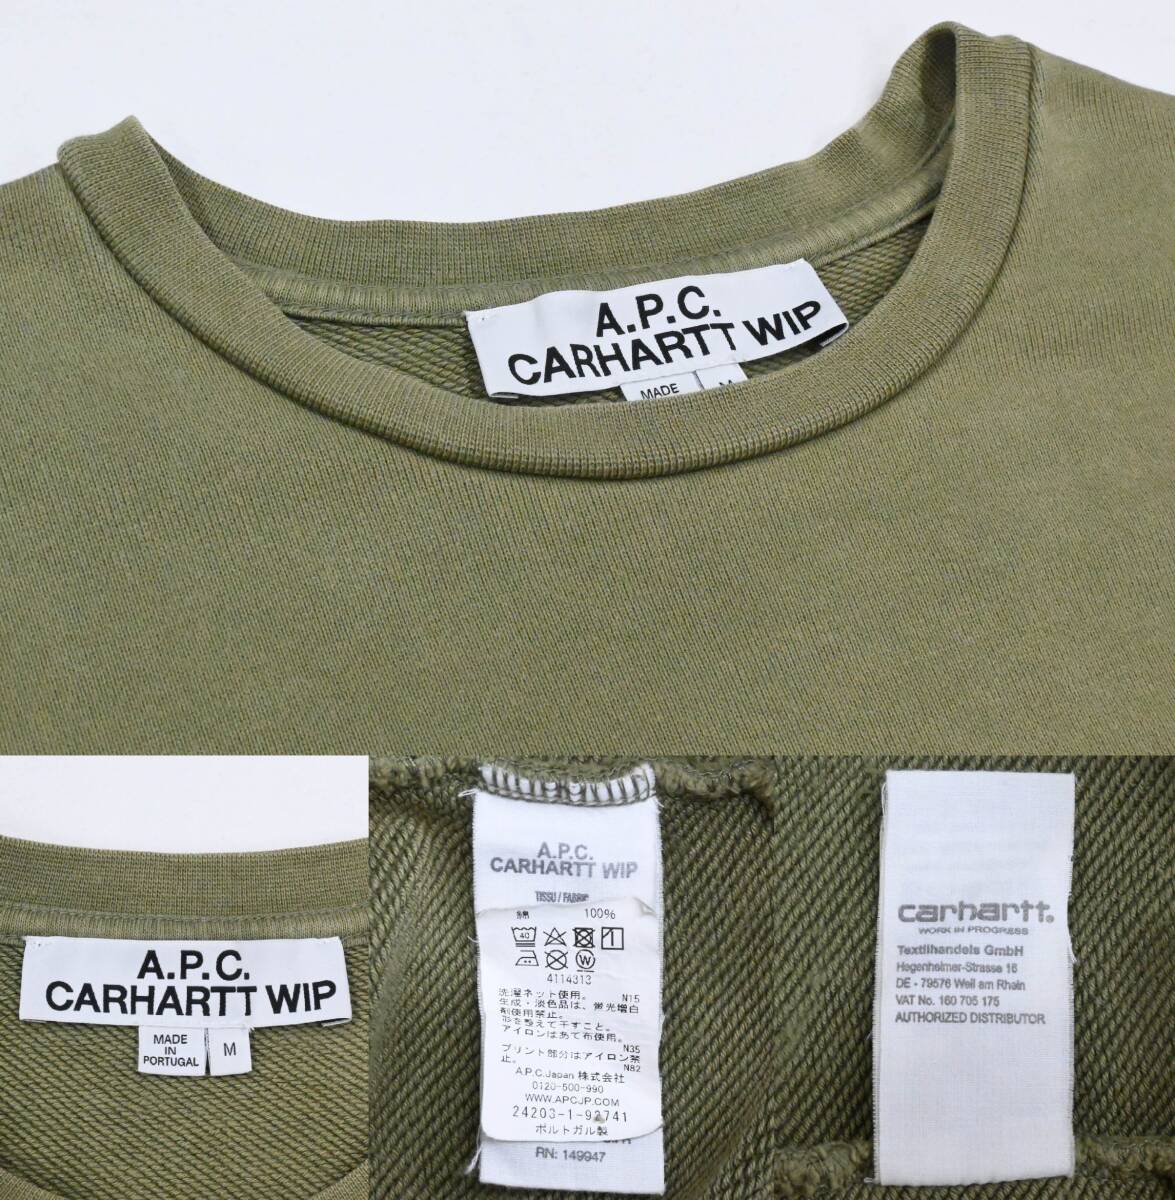 A.P.C.
CARHARTT WIP
MADE
M
A.P.C.
CARHARTT WIP
MADE
IN
PORTUGAL
M
A.P.C.
CARHARTT WIP
TISSU / FABRIC
綿 100%
40
W
4114313
洗濯ネット使用。 N15
生成・淡色品は、蛍光増白
剤使用禁止。
形を整えて干すこと。
アイロンはあて布使用。
N35
プリント部分はアイロン禁
止。
N82
A.P.C.Japan 株式会社
0120-500-990
WWW.APCJP.COM
24203-1-92741
ポルトガル製
RN: 149947
carhartt.
WORK IN PROGRESS
Textilhandels GmbH
Hegenheimer-Strasse 16
DE - 79576 Weil am Rhein
VAT No. 160 705 175
AUTHORIZED DISTRIBUTOR